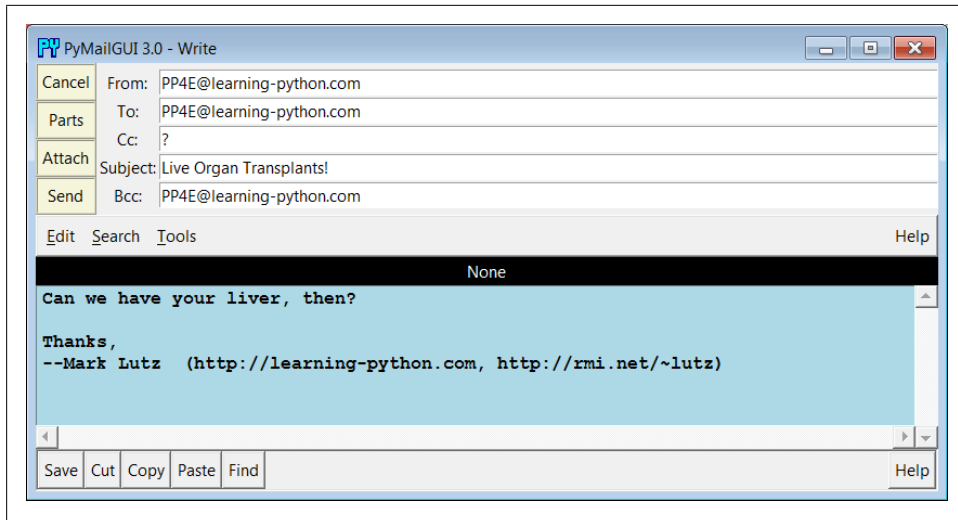 PY PyMailGUI 3.0 - Write
Cancel From: PP4E@learning-python.com
Parts To: PP4E@learning-python.com
Cc: ?
Attach Subject: Live Organ Transplants!
Send Bcc: PP4E@learning-python.com
Edit Search Tools Help
None
Can we have your liver, then?
Thanks,
--Mark Lutz (http://learning-python.com, http://rmi.net/~lutz)
Save Cut Copy Paste Find Help